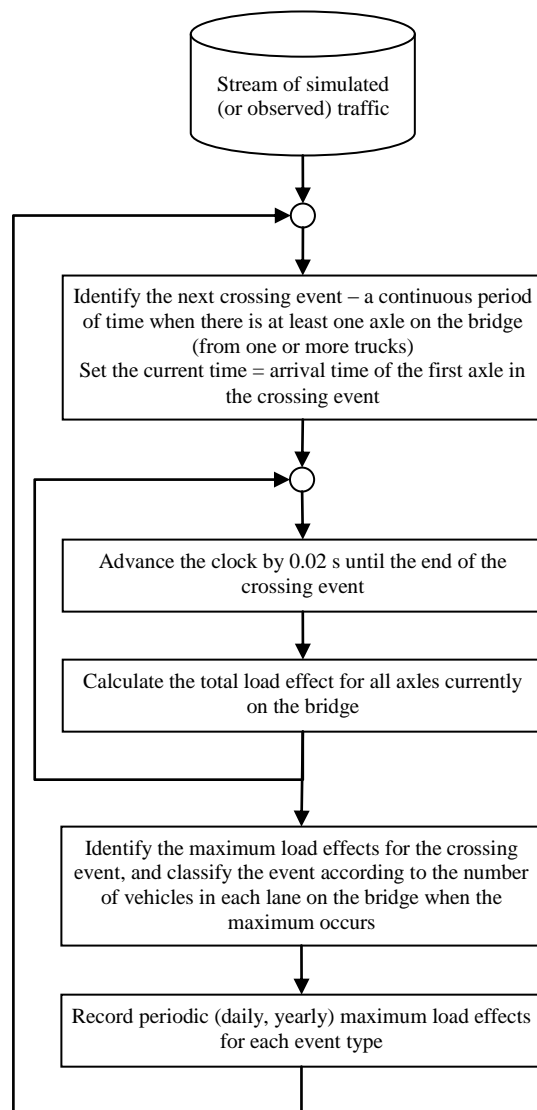 Stream of simulated
(or observed) traffic
Identify the next crossing event – a continuous period
of time when there is at least one axle on the bridge
(from one or more trucks)
Set the current time = arrival time of the first axle in
the crossing event
Advance the clock by 0.02 s until the end of the
crossing event
Calculate the total load effect for all axles currently
on the bridge
Identify the maximum load effects for the crossing
event, and classify the event according to the number
of vehicles in each lane on the bridge when the
maximum occurs
Record periodic (daily, yearly) maximum load effects
for each event type